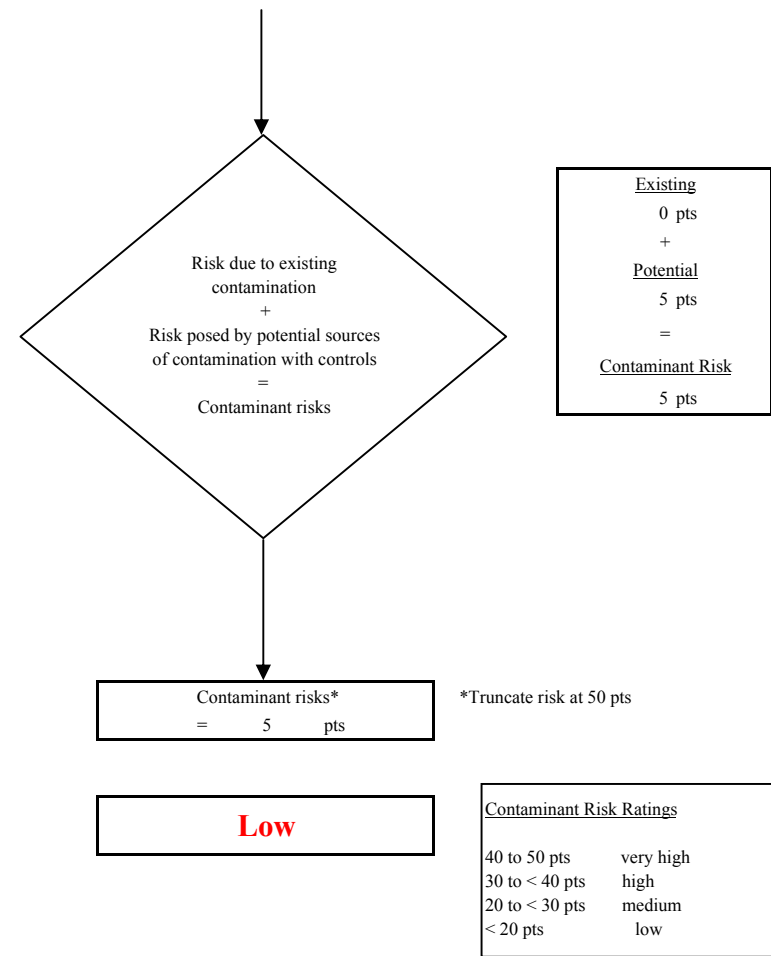 Risk due to existing
contamination
+
Risk posed by potential sources
of contamination with controls
=
Contaminant risks
Existing
0 pts
+
Potential
5 pts
=
Contaminant Risk
5 pts
Contaminant risks*
= 5 pts
*Truncate risk at 50 pts
Low
Contaminant Risk Ratings
40 to 50 pts very high
30 to < 40 pts high
20 to < 30 pts medium
< 20 pts low